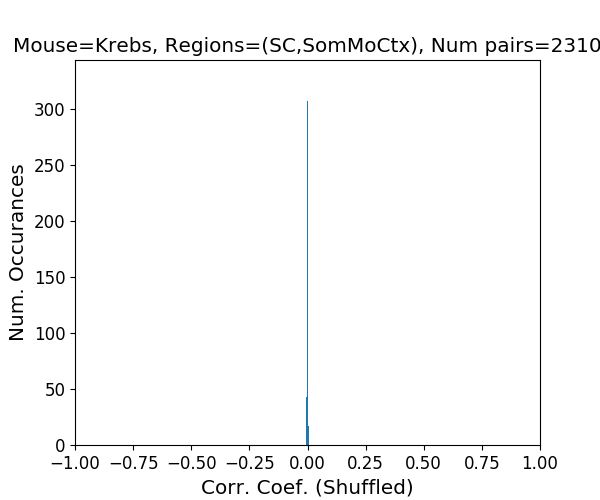 Mouse=Krebs, Regions=(SC,SomMoCtx), Num pairs=2310
300
250
200
150
100
50
0
Num. Occurances
−1.00 −0.75 −0.50 −0.25 0.00 0.25 0.50 0.75 1.00
Corr. Coef. (Shuffled)